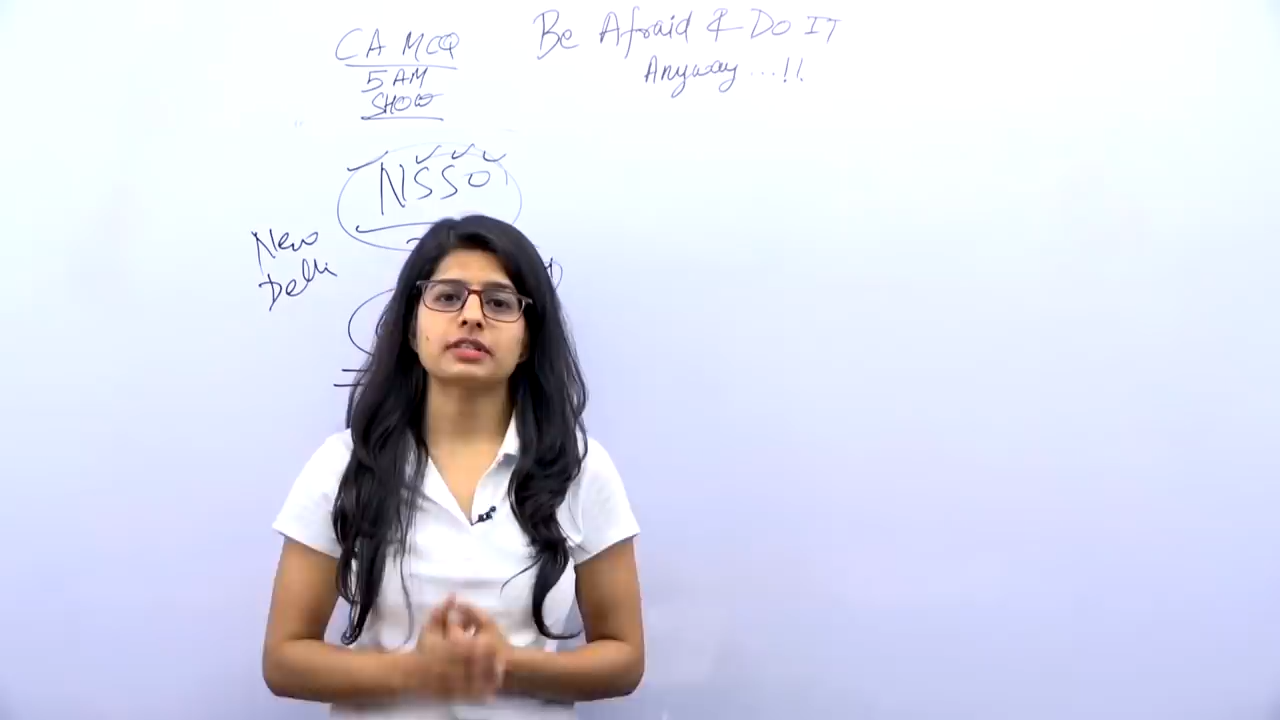 CA MCQ
5 AM
SHOW
Be Afraid & Do IT
Anyway ...!!
NSSO
New
Delhi